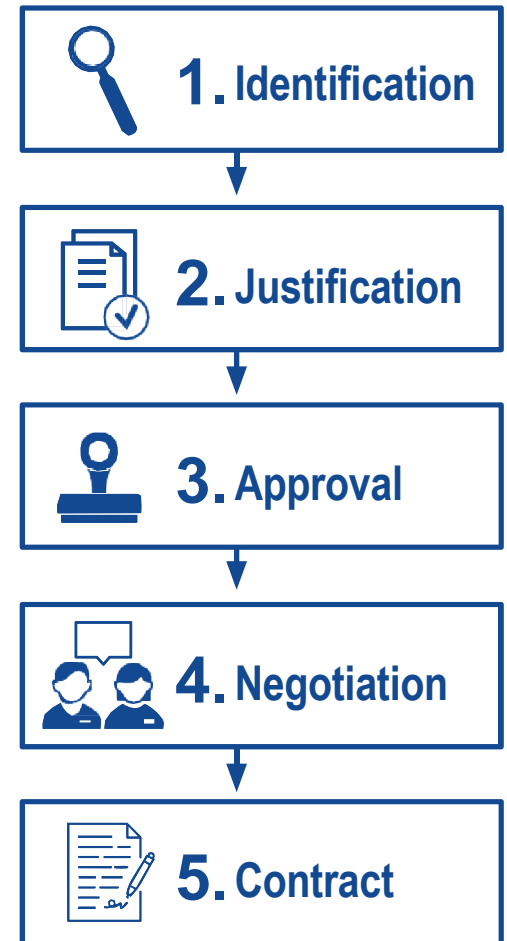 1. Identification
2. Justification
3. Approval
4. Negotiation
5. Contract